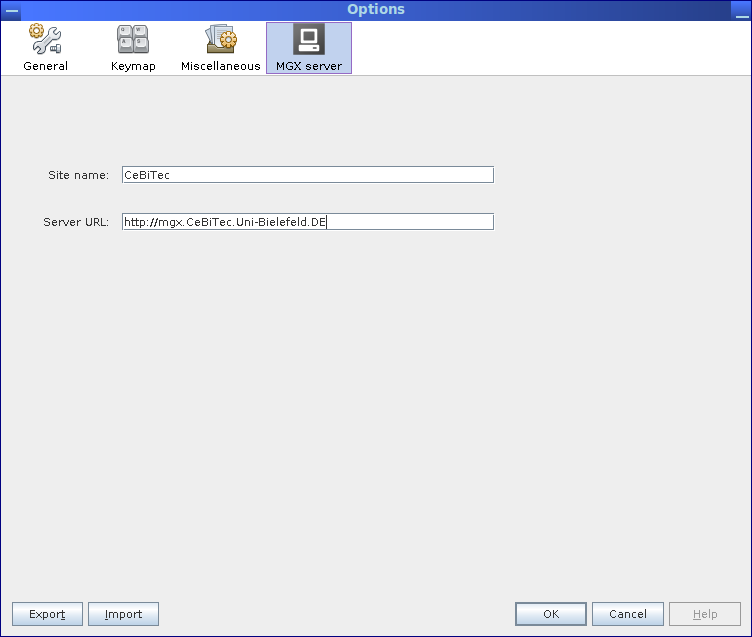 Options
General Keymap Miscellaneous MGX server
Site name: CeBiTec
Server URL: http://mgx.CeBiTec.Uni-Bielefeld.DE
Export Import OK Cancel Help